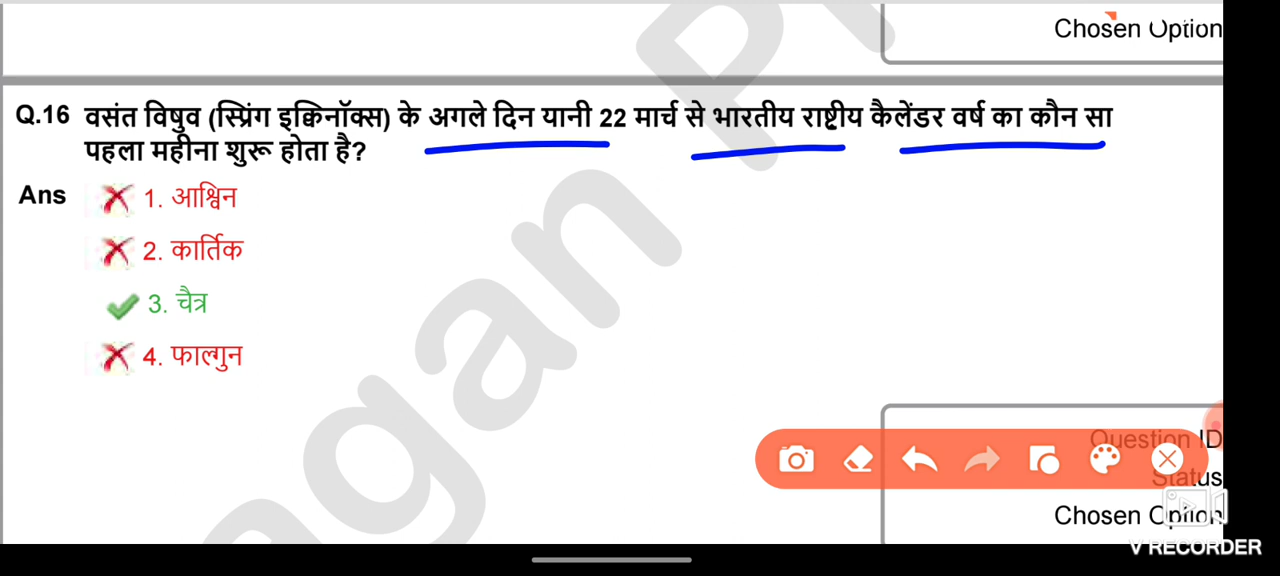 Chosen Option
Q.16 वसंत विषुव (स्प्रिंग इक्विनॉक्स) के अगले दिन यानी 22 मार्च से भारतीय राष्ट्रीय कैलेंडर वर्ष का कौन सा
पहला महीना शुरू होता है?
Ans 1. आश्विन
2. कार्तिक
3. चैत्र
4. फाल्गुन
Question ID
Status
Chosen Option
V RECORDER